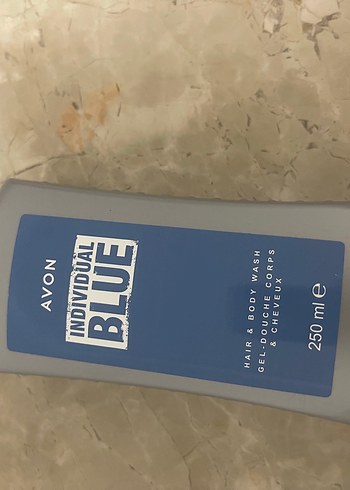 AVON
INDIVIDUAL
BLUE
HAIR & BODY WASH
GEL-DOUCHE CORPS
& CHEVEUX
250 ml ℮